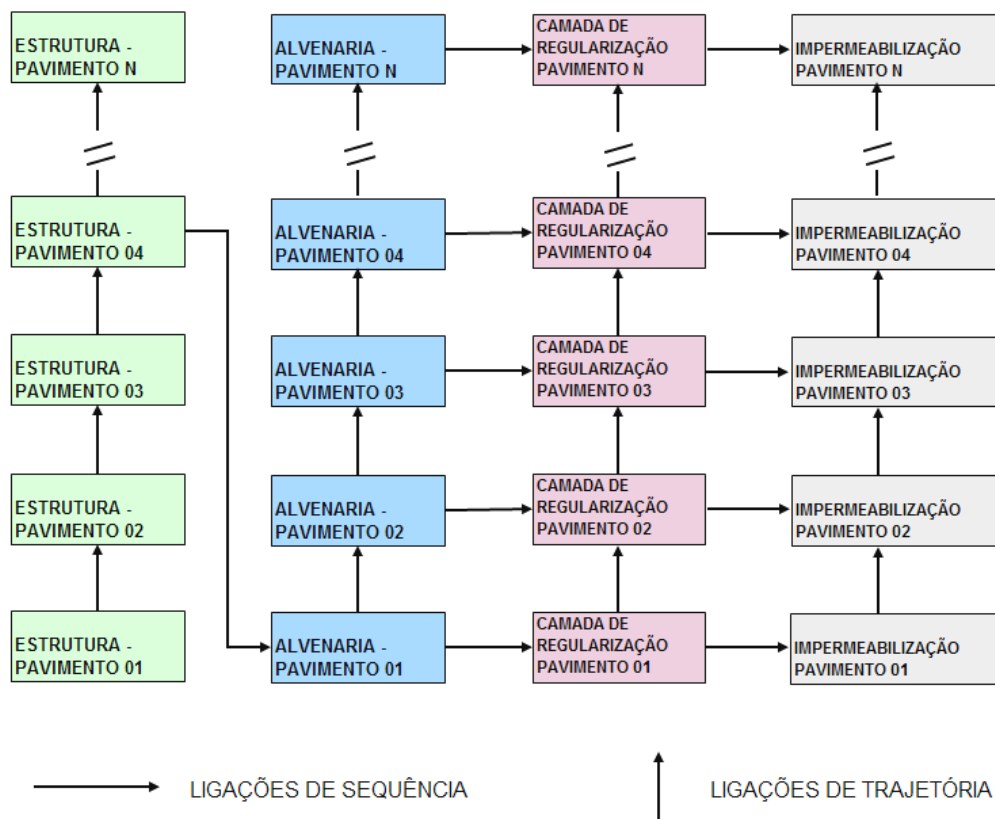 ESTRUTURA -
PAVIMENTO N
ALVENARIA -
PAVIMENTO N
CAMADA DE
REGULARIZAÇÃO
PAVIMENTO N
IMPERMEABILIZAÇÃO
PAVIMENTO N
ESTRUTURA -
PAVIMENTO 04
ALVENARIA -
PAVIMENTO 04
CAMADA DE
REGULARIZAÇÃO
PAVIMENTO 04
IMPERMEABILIZAÇÃO
PAVIMENTO 04
ESTRUTURA -
PAVIMENTO 03
ALVENARIA -
PAVIMENTO 03
CAMADA DE
REGULARIZAÇÃO
PAVIMENTO 03
IMPERMEABILIZAÇÃO
PAVIMENTO 03
ESTRUTURA -
PAVIMENTO 02
ALVENARIA -
PAVIMENTO 02
CAMADA DE
REGULARIZAÇÃO
PAVIMENTO 02
IMPERMEABILIZAÇÃO
PAVIMENTO 02
ESTRUTURA -
PAVIMENTO 01
ALVENARIA -
PAVIMENTO 01
CAMADA DE
REGULARIZAÇÃO
PAVIMENTO 01
IMPERMEABILIZAÇÃO
PAVIMENTO 01
LIGAÇÕES DE SEQUÊNCIA
LIGAÇÕES DE TRAJETÓRIA